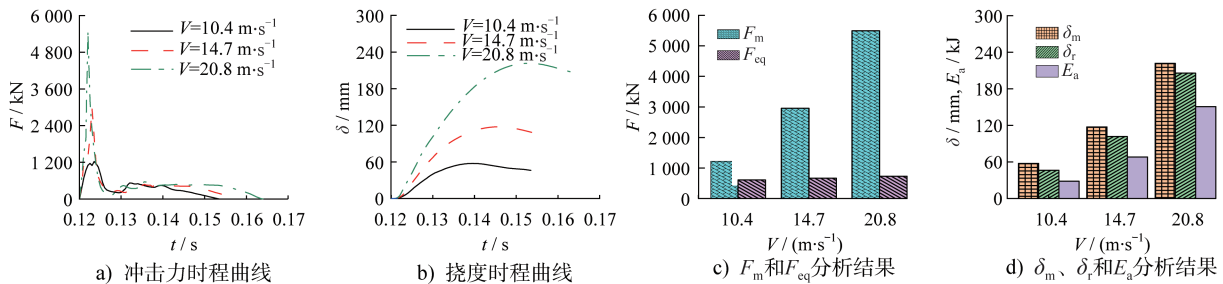 F / kN
6 000
4 800
3 600
2 400
1 200
0
0.12 0.13 0.14 0.15 0.16 0.17
t / s
V=10.4 m·s⁻¹
V=14.7 m·s⁻¹
V=20.8 m·s⁻¹
a) 冲击力时程曲线
δ / mm
300
240
180
120
60
0
0.12 0.13 0.14 0.15 0.16 0.17
t / s
V=10.4 m·s⁻¹
V=14.7 m·s⁻¹
V=20.8 m·s⁻¹
b) 挠度时程曲线
F / kN
6 000
5 000
4 000
3 000
2 000
1 000
0
10.4 14.7 20.8
V / (m·s⁻¹)
Fm
Feq
c) Fm和Feq分析结果
δ / mm, Ea / kJ
300
240
180
120
60
0
10.4 14.7 20.8
V / (m·s⁻¹)
δm
δr
Ea
d) δm、δr和Ea分析结果